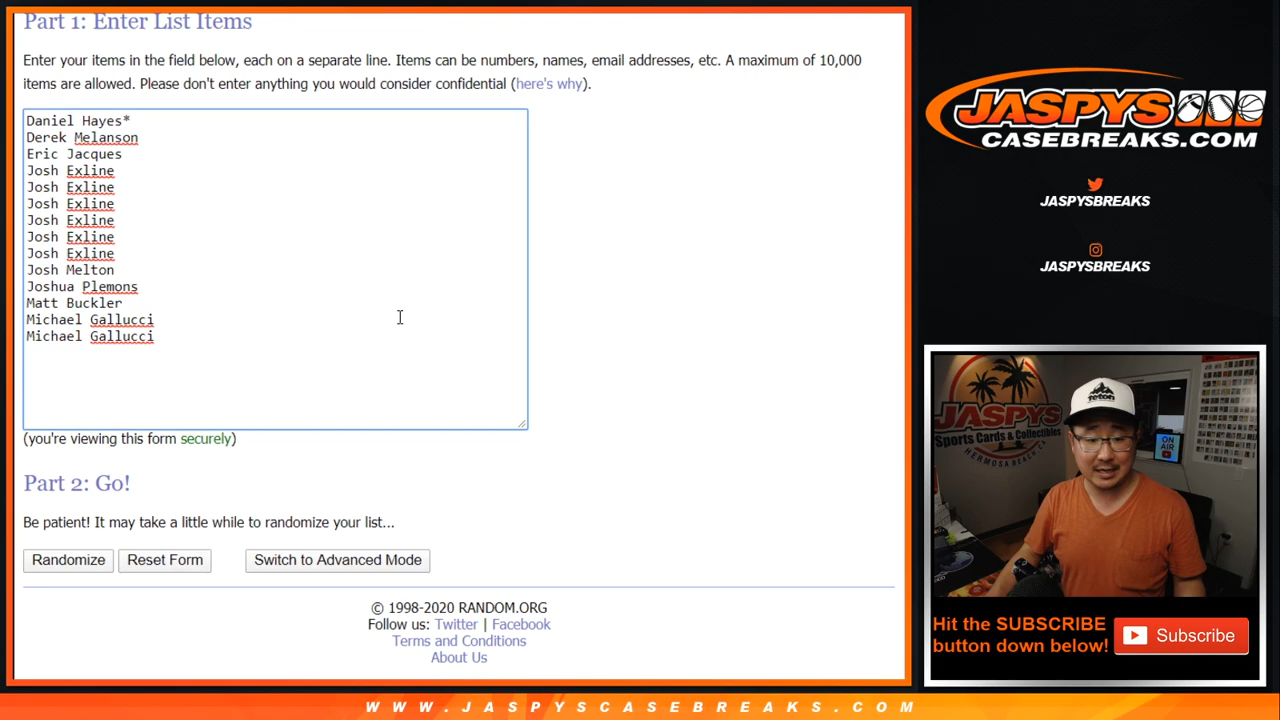 Part 1: Enter List Items
Enter your items in the field below, each on a separate line. Items can be numbers, names, email addresses, etc. A maximum of 10,000
items are allowed. Please don't enter anything you would consider confidential (here's why).
Daniel Hayes*
Derek Melanson
Eric Jacques
Josh Exline
Josh Exline
Josh Exline
Josh Exline
Josh Exline
Josh Exline
Josh Melton
Joshua Plemons
Matt Buckler
Michael Gallucci
Michael Gallucci
(you're viewing this form securely)
Part 2: Go!
Be patient! It may take a little while to randomize your list...
Randomize
Reset Form
Switch to Advanced Mode
© 1998-2020 RANDOM.ORG
Follow us: Twitter | Facebook
Terms and Conditions
About Us
JASPYS
CASEBREAKS.COM
JASPYSBREAKS
JASPYSBREAKS
JASPYS
Sports Cards & Collectibles
HERMOSA BEACH CA
teton
ON
AIR
Hit the SUBSCRIBE
button down below!
Subscribe
WWW.JASPYSCASEBREAKS.COM